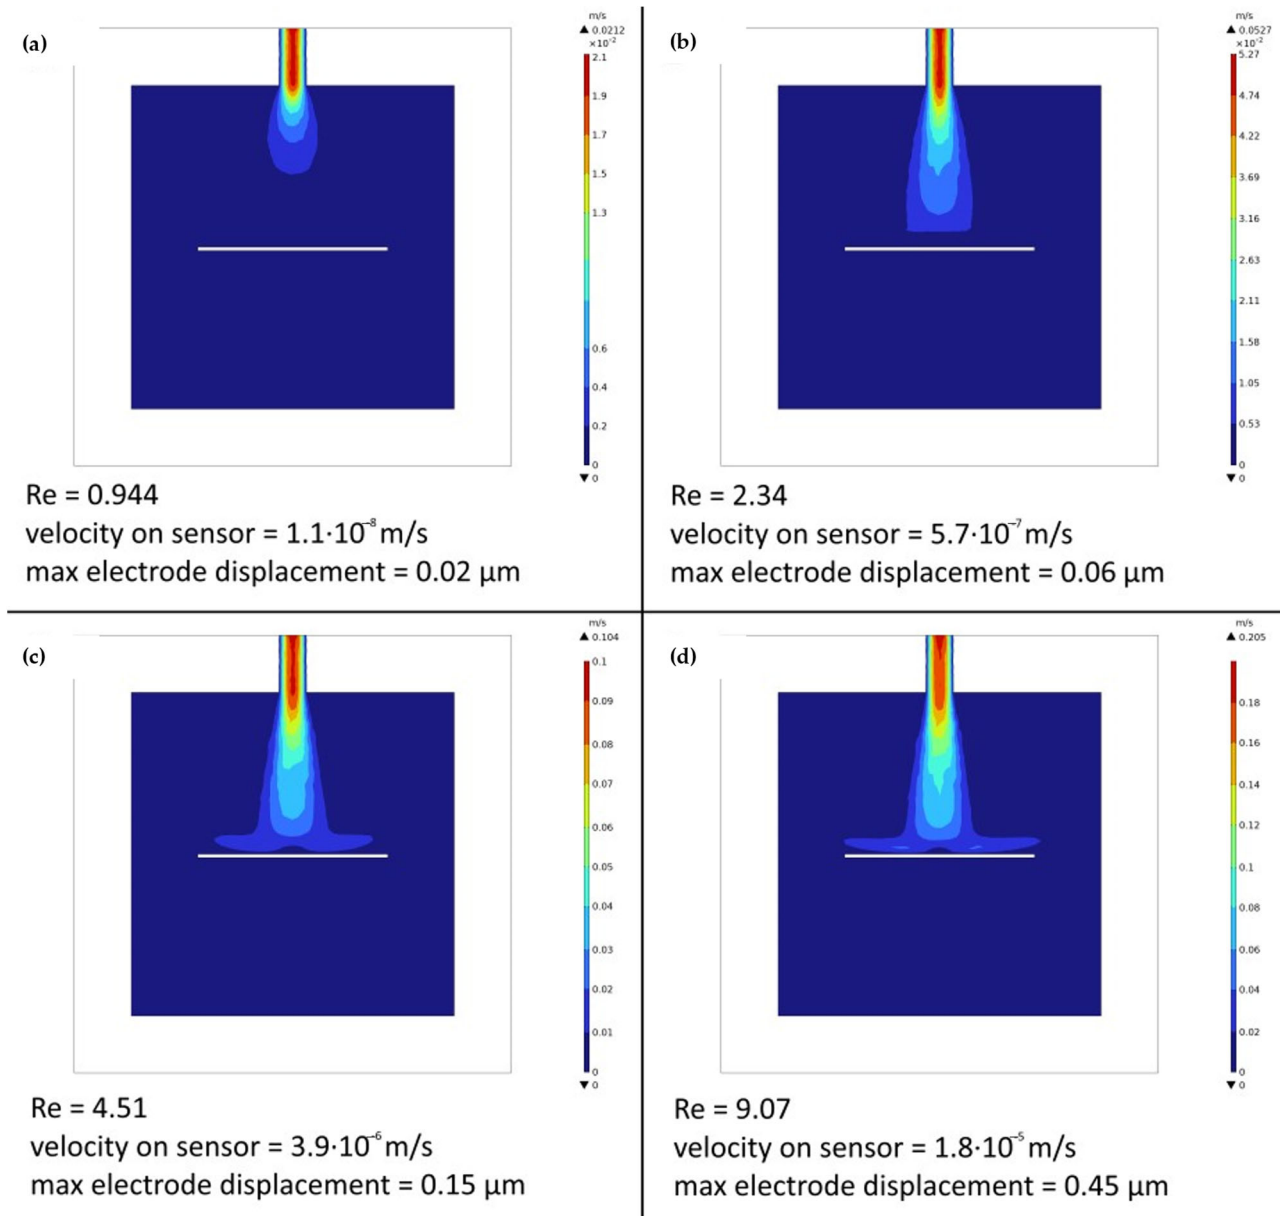 (a)
m/s
▲ 0.0212
×10⁻²
2.1
1.9
1.7
1.5
1.3
0.6
0.4
0.2
0
▼ 0
Re = 0.944
velocity on sensor = 1.1·10⁻⁸ m/s
max electrode displacement = 0.02 μm
(b)
m/s
▲ 0.0527
×10⁻²
5.27
4.74
4.22
3.69
3.16
2.63
2.11
1.58
1.05
0.53
0
▼ 0
Re = 2.34
velocity on sensor = 5.7·10⁻⁷ m/s
max electrode displacement = 0.06 μm
(c)
m/s
▲ 0.104
0.1
0.09
0.08
0.07
0.06
0.05
0.04
0.03
0.02
0.01
0
▼ 0
Re = 4.51
velocity on sensor = 3.9·10⁻⁶ m/s
max electrode displacement = 0.15 μm
(d)
m/s
▲ 0.205
0.18
0.16
0.14
0.12
0.1
0.08
0.06
0.04
0.02
0
▼ 0
Re = 9.07
velocity on sensor = 1.8·10⁻⁵ m/s
max electrode displacement = 0.45 μm